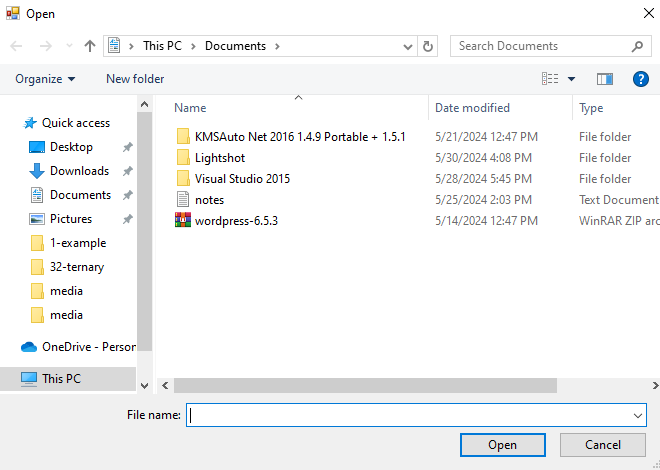 Open
This PC > Documents >
Search Documents
Organize
New folder
?
Name
Date modified
Type
Quick access
Desktop
Downloads
Documents
Pictures
1-example
32-ternary
media
media
OneDrive - Person
This PC
KMSAuto Net 2016 1.4.9 Portable + 1.5.1 5/21/2024 12:47 PM File folder
Lightshot 5/30/2024 4:08 PM File folder
Visual Studio 2015 5/28/2024 5:45 PM File folder
notes 5/25/2024 2:03 PM Text Document
wordpress-6.5.3 5/14/2024 12:47 PM WinRAR ZIP arc
File name:
Open
Cancel